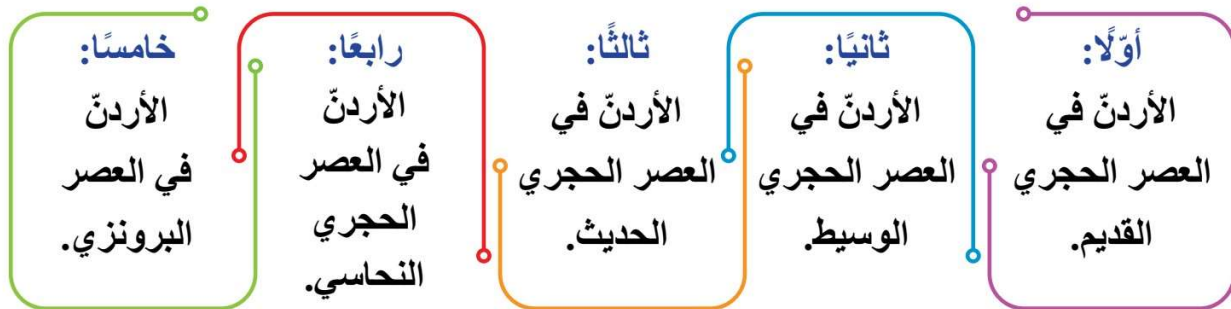 أوّلًا:
الأردنّ في
العصر الحجري
القديم.
ثانيًا:
الأردنّ في
العصر الحجري
الوسيط.
ثالثًا:
الأردنّ في
العصر الحجري
الحديث.
رابعًا:
الأردنّ
في العصر
الحجري
النحاسي.
خامسًا:
الأردنّ
في العصر
البرونزي.